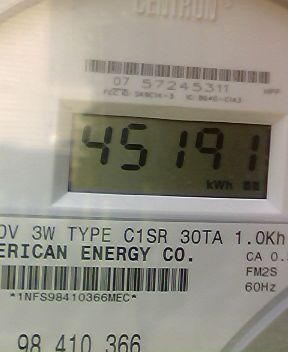 CENTRON
07 57245311
45191
kWh
0V 3W TYPE C1SR 30TA 1.0Kh
ERICAN ENERGY CO.
CA 0.
FM2S
60Hz
*1NFS98410366MEC*
98 410 366